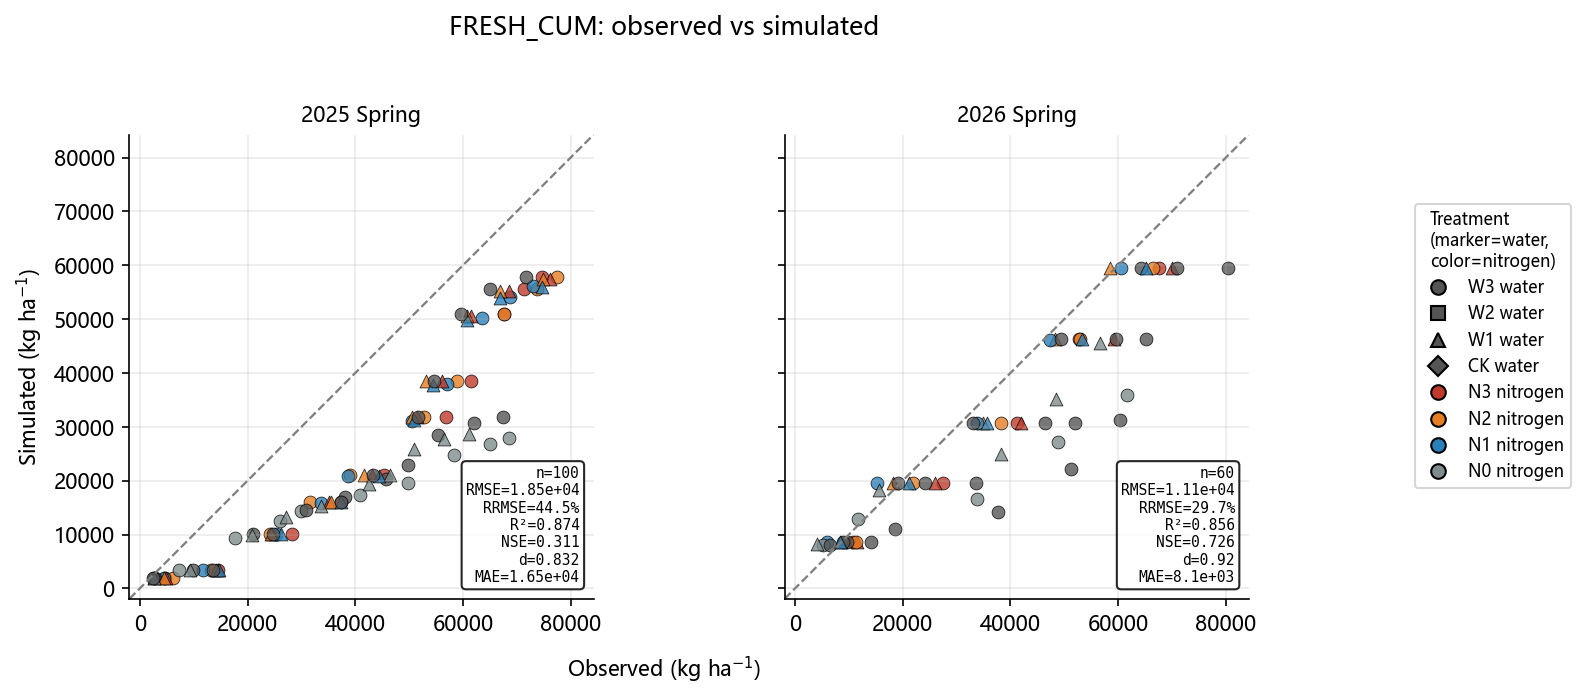 FRESH_CUM: observed vs simulated
2025 Spring
2026 Spring
80000
70000
60000
50000
40000
30000
20000
10000
0
Simulated (kg ha⁻¹)
0
20000
40000
60000
80000
0
20000
40000
60000
80000
Observed (kg ha⁻¹)
n=100
RMSE=1.85e+04
RRMSE=44.5%
R²=0.874
NSE=0.311
d=0.832
MAE=1.65e+04
n=60
RMSE=1.11e+04
RRMSE=29.7%
R²=0.856
NSE=0.726
d=0.92
MAE=8.1e+03
Treatment
(marker=water,
color=nitrogen)
W3 water
W2 water
W1 water
CK water
N3 nitrogen
N2 nitrogen
N1 nitrogen
N0 nitrogen